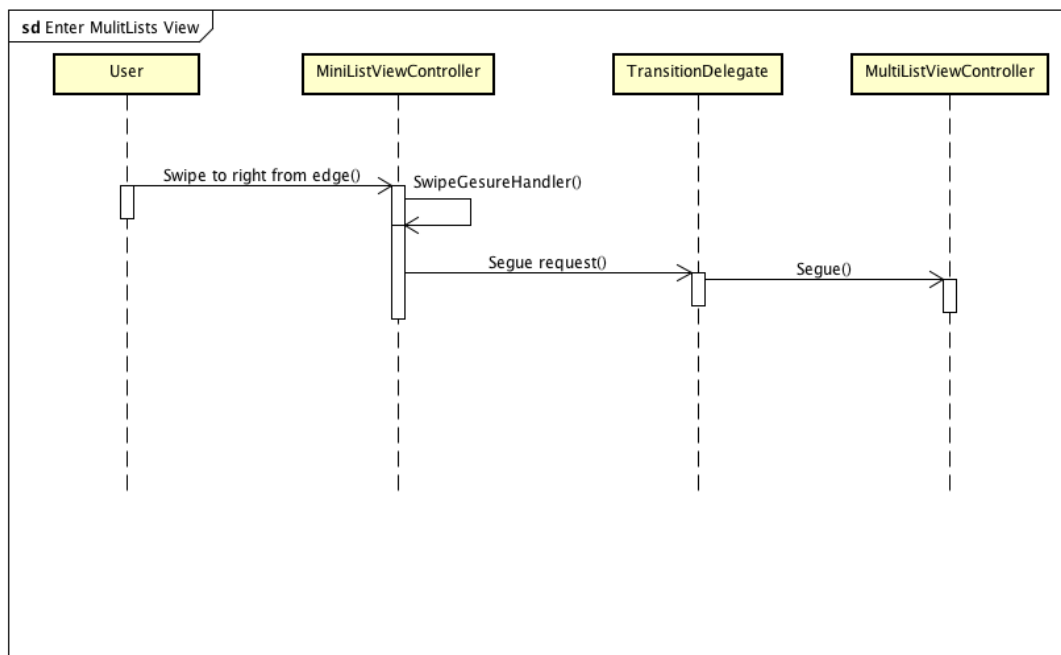 sd Enter MulitLists View
User
MiniListViewController
TransitionDelegate
MultiListViewController
Swipe to right from edge()
SwipeGesureHandler()
Segue request()
Segue()